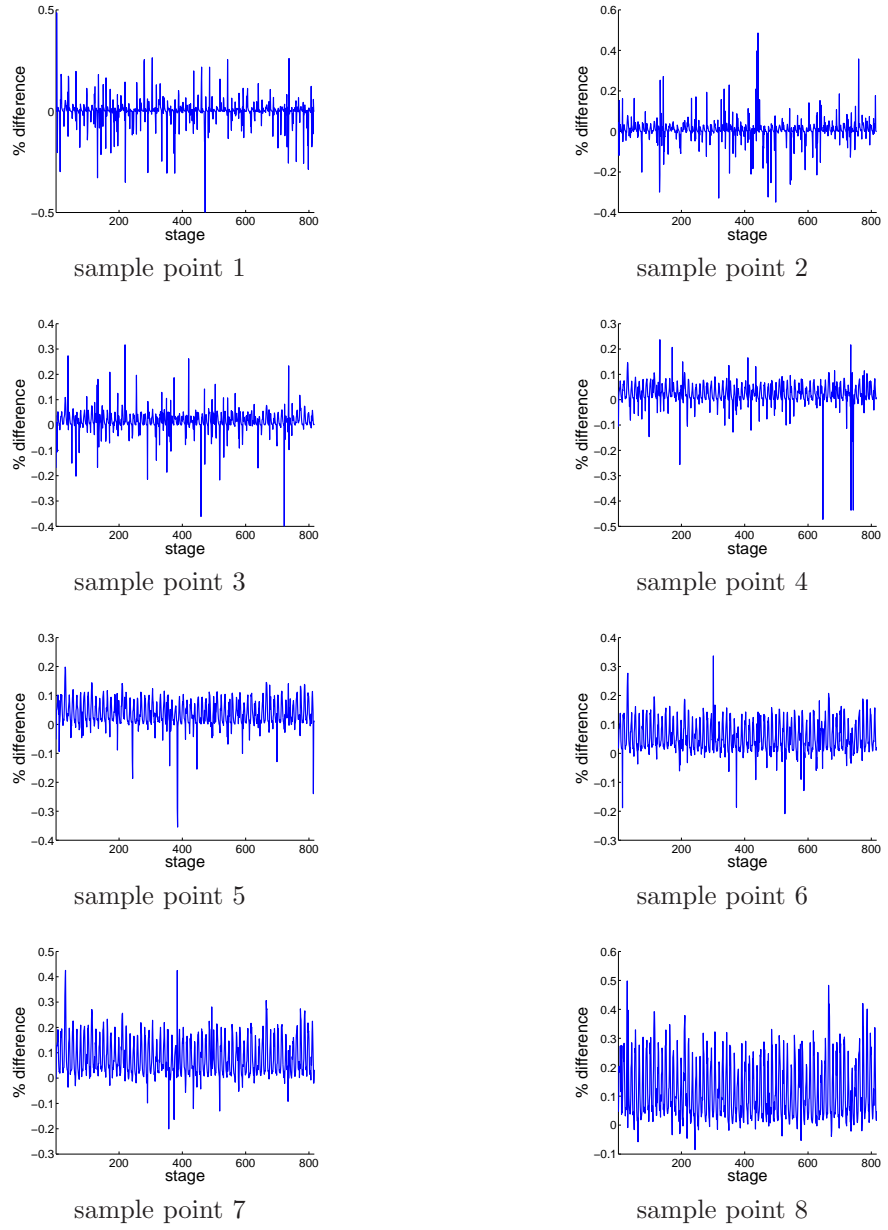 0.5
0
−0.5
% difference
200 400 600 800
stage
sample point 1
0.6
0.4
0.2
0
−0.2
−0.4
% difference
200 400 600 800
stage
sample point 2
0.4
0.3
0.2
0.1
0
−0.1
−0.2
−0.3
−0.4
% difference
200 400 600 800
stage
sample point 3
0.3
0.2
0.1
0
−0.1
−0.2
−0.3
−0.4
−0.5
% difference
200 400 600 800
stage
sample point 4
0.3
0.2
0.1
0
−0.1
−0.2
−0.3
−0.4
% difference
200 400 600 800
stage
sample point 5
0.4
0.3
0.2
0.1
0
−0.1
−0.2
−0.3
% difference
200 400 600 800
stage
sample point 6
0.5
0.4
0.3
0.2
0.1
0
−0.1
−0.2
−0.3
% difference
200 400 600 800
stage
sample point 7
0.6
0.5
0.4
0.3
0.2
0.1
0
−0.1
% difference
200 400 600 800
stage
sample point 8